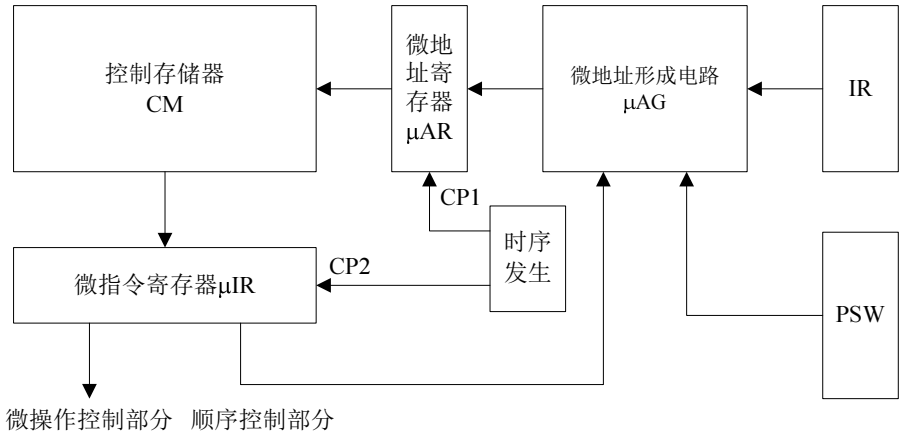 控制存储器
CM
微地
址寄
存器
μAR
微地址形成电路
μAG
IR
CP1
时序
发生
CP2
微指令寄存器μIR
PSW
微操作控制部分
顺序控制部分